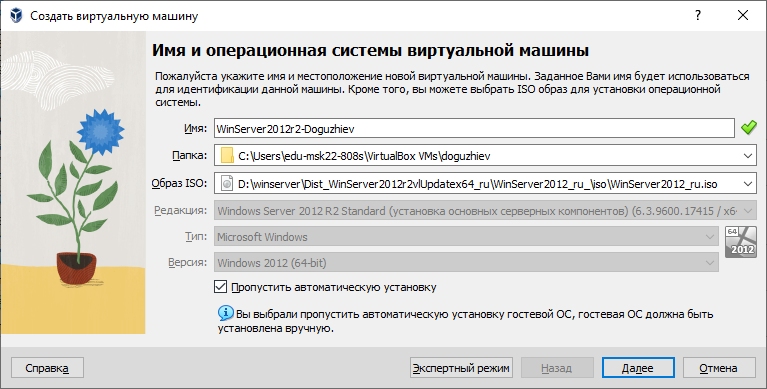 Создать виртуальную машину
Имя и операционная системы виртуальной машины
Пожалуйста укажите имя и местоположение новой виртуальной машины. Заданное Вами имя будет использоваться
для идентификации данной машины. Кроме того, вы можете выбрать ISO образ для установки операционной
системы.
Имя: WinServer2012r2-Doguzhiev
Папка: C:\Users\edu-msk22-808s\VirtualBox VMs\doguzhiev
Образ ISO: D:\winserver\Dist_WinServer2012r2vlUpdatex64_ru\WinServer2012_ru_\iso\WinServer2012_ru.iso
Редакция: Windows Server 2012 R2 Standard (установка основных серверных компонентов) (6.3.9600.17415 / x6
Тип: Microsoft Windows
64
2012
Версия: Windows 2012 (64-bit)
Пропустить автоматическую установку
Вы выбрали пропустить автоматическую установку гостевой ОС, гостевая ОС должна быть
установлена вручную.
Справка Экспертный режим Назад Далее Отмена